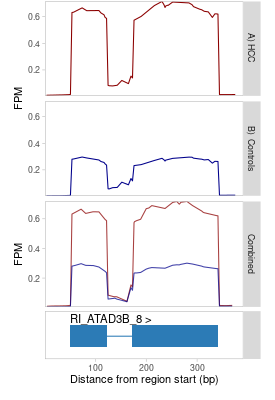 0.6
0.4
0.2
FPM
A) HCC
0.6
0.4
0.2
B) Controls
0.6
0.4
0.2
FPM
Combined
RI_ATAD3B_8 >
100
200
300
Distance from region start (bp)